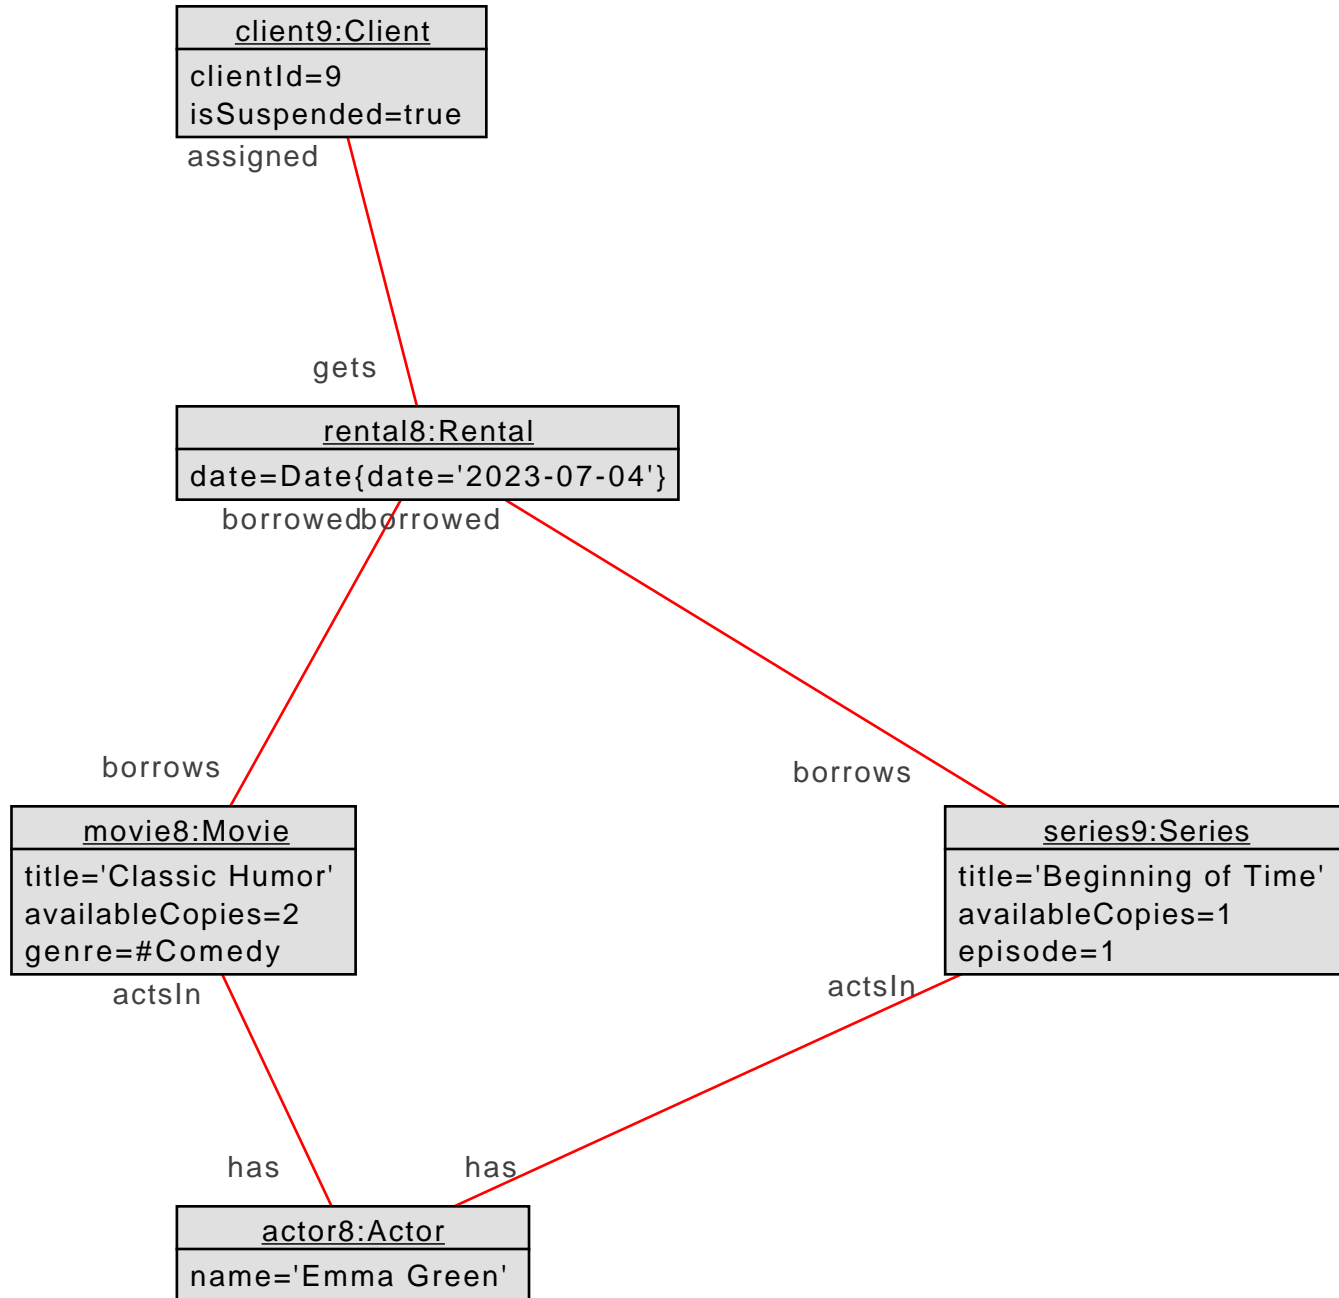 client9:Client
clientId=9
isSuspended=true
assigned
gets
rental8:Rental
date=Date{date='2023-07-04'}
borrowed
borrowed
borrows
borrows
movie8:Movie
title='Classic Humor'
availableCopies=2
genre=#Comedy
series9:Series
title='Beginning of Time'
availableCopies=1
episode=1
actsIn
actsIn
has
has
actor8:Actor
name='Emma Green'